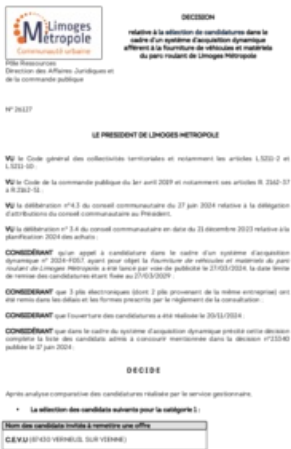 Limoges
Métropole
Communauté urbaine
DECISION
relative à la sélection de candidatures dans le
cadre d'un système d'acquisition dynamique
afférent à la fourniture de véhicules et matériels
du parc roulant de Limoges Métropole
Pôle Ressources
Direction des Affaires Juridiques et
de la commande publique
N° 26127
LE PRESIDENT DE LIMOGES METROPOLE
VU le Code général des collectivités territoriales et notamment les articles L.5211-2 et
L.5211-10 ;
VU le Code de la commande publique du 1er avril 2019 et notamment ses articles R. 2162-37
à R.2162-51 ;
VU la délibération n°4.3 du conseil communautaire du 27 juin 2024 relative à la délégation
d'attributions du conseil communautaire au Président.
VU la délibération n° 3.4 du conseil communautaire en date du 21 décembre 2023 relative à la
planification 2024 des achats ;
CONSIDÉRANT qu'un appel à candidature dans le cadre d'un système d'acquisition
dynamique n° 2024-F057 ayant pour objet la fourniture de véhicules et matériels du parc
roulant de Limoges Métropole a été lancé par voie de publicité le 27/03/2024, la date limite
de remise des candidatures étant fixée au 27/03/2029 ;
CONSIDÉRANT que 3 plis électroniques (dont 2 plis provenant de la même entreprise) ont
été remis dans les délais et les formes prescrits par le règlement de la consultation ;
CONSIDÉRANT que l'ouverture des candidatures a été réalisée le 20/11/2024 ;
CONSIDÉRANT que dans le cadre du système d'acquisition dynamique précité cette décision
complète la liste des candidats admis à concourir mentionnée dans la décision
publiée le 17 juin 2024 ;
DECIDE
Après analyse comparative des candidatures réalisée par le service gestionnaire.
• La sélection des candidats suivants pour la catégorie 1 :
Nom des candidats invités à remettre une offre
C.E.V.U (87430 VERNEUIL SUR VIENNE)